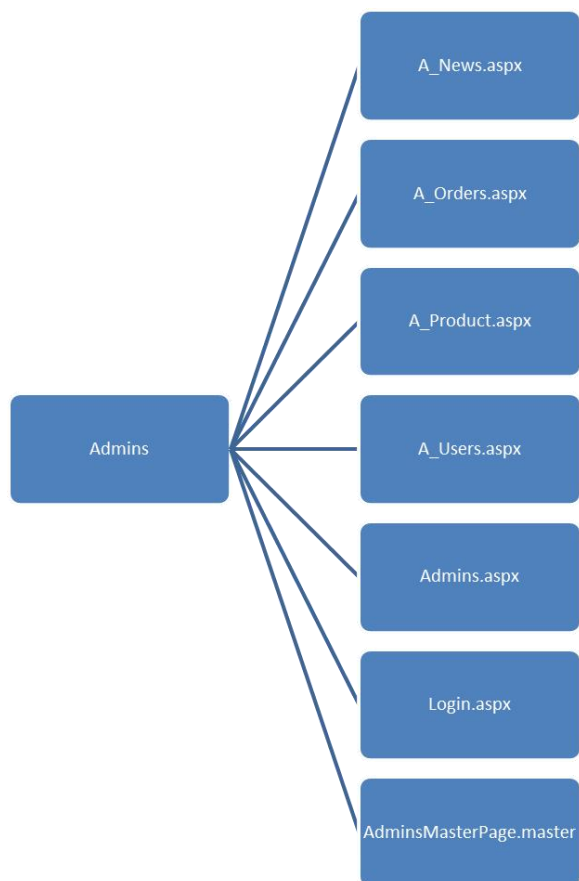 A_News.aspx
A_Orders.aspx
A_Product.aspx
Admins
A_Users.aspx
Admins.aspx
Login.aspx
AdminsMasterPage.master